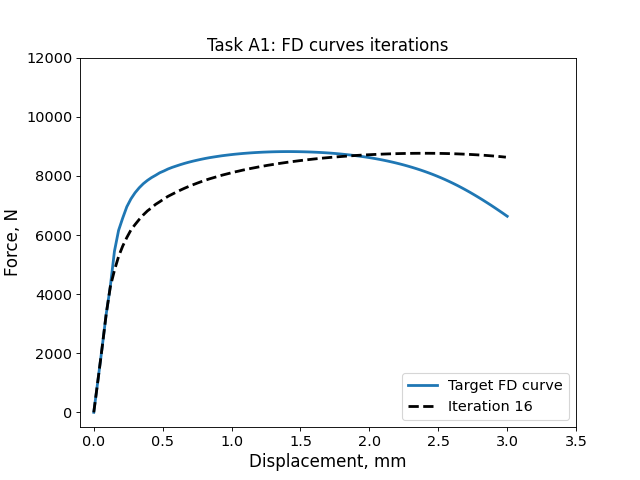 Task A1: FD curves iterations
12000
10000
8000
6000
4000
2000
0
Force, N
0.0 0.5 1.0 1.5 2.0 2.5 3.0 3.5
Displacement, mm
Target FD curve
Iteration 16